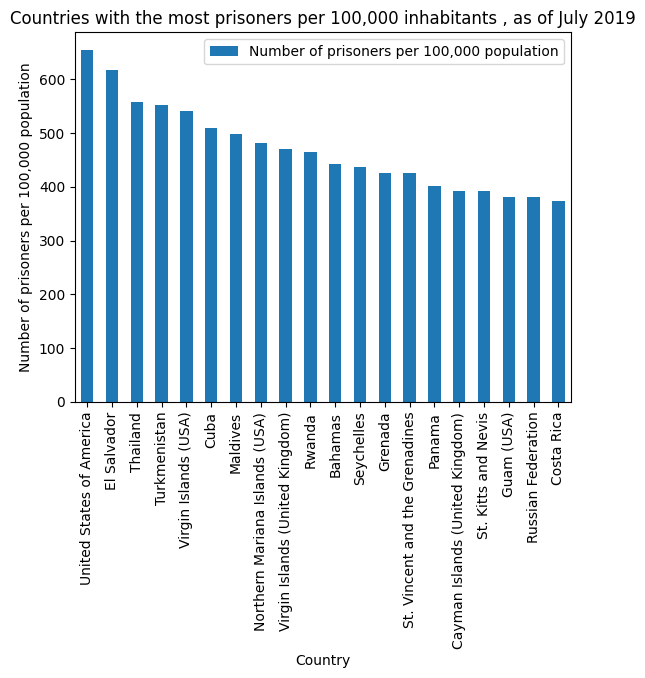 Countries with the most prisoners per 100,000 inhabitants , as of July 2019
Number of prisoners per 100,000 population
Number of prisoners per 100,000 population
600
500
400
300
200
100
0
United States of America
El Salvador
Thailand
Turkmenistan
Virgin Islands (USA)
Cuba
Maldives
Northern Mariana Islands (USA)
Virgin Islands (United Kingdom)
Rwanda
Bahamas
Seychelles
Grenada
St. Vincent and the Grenadines
Panama
Cayman Islands (United Kingdom)
St. Kitts and Nevis
Guam (USA)
Russian Federation
Costa Rica
Country